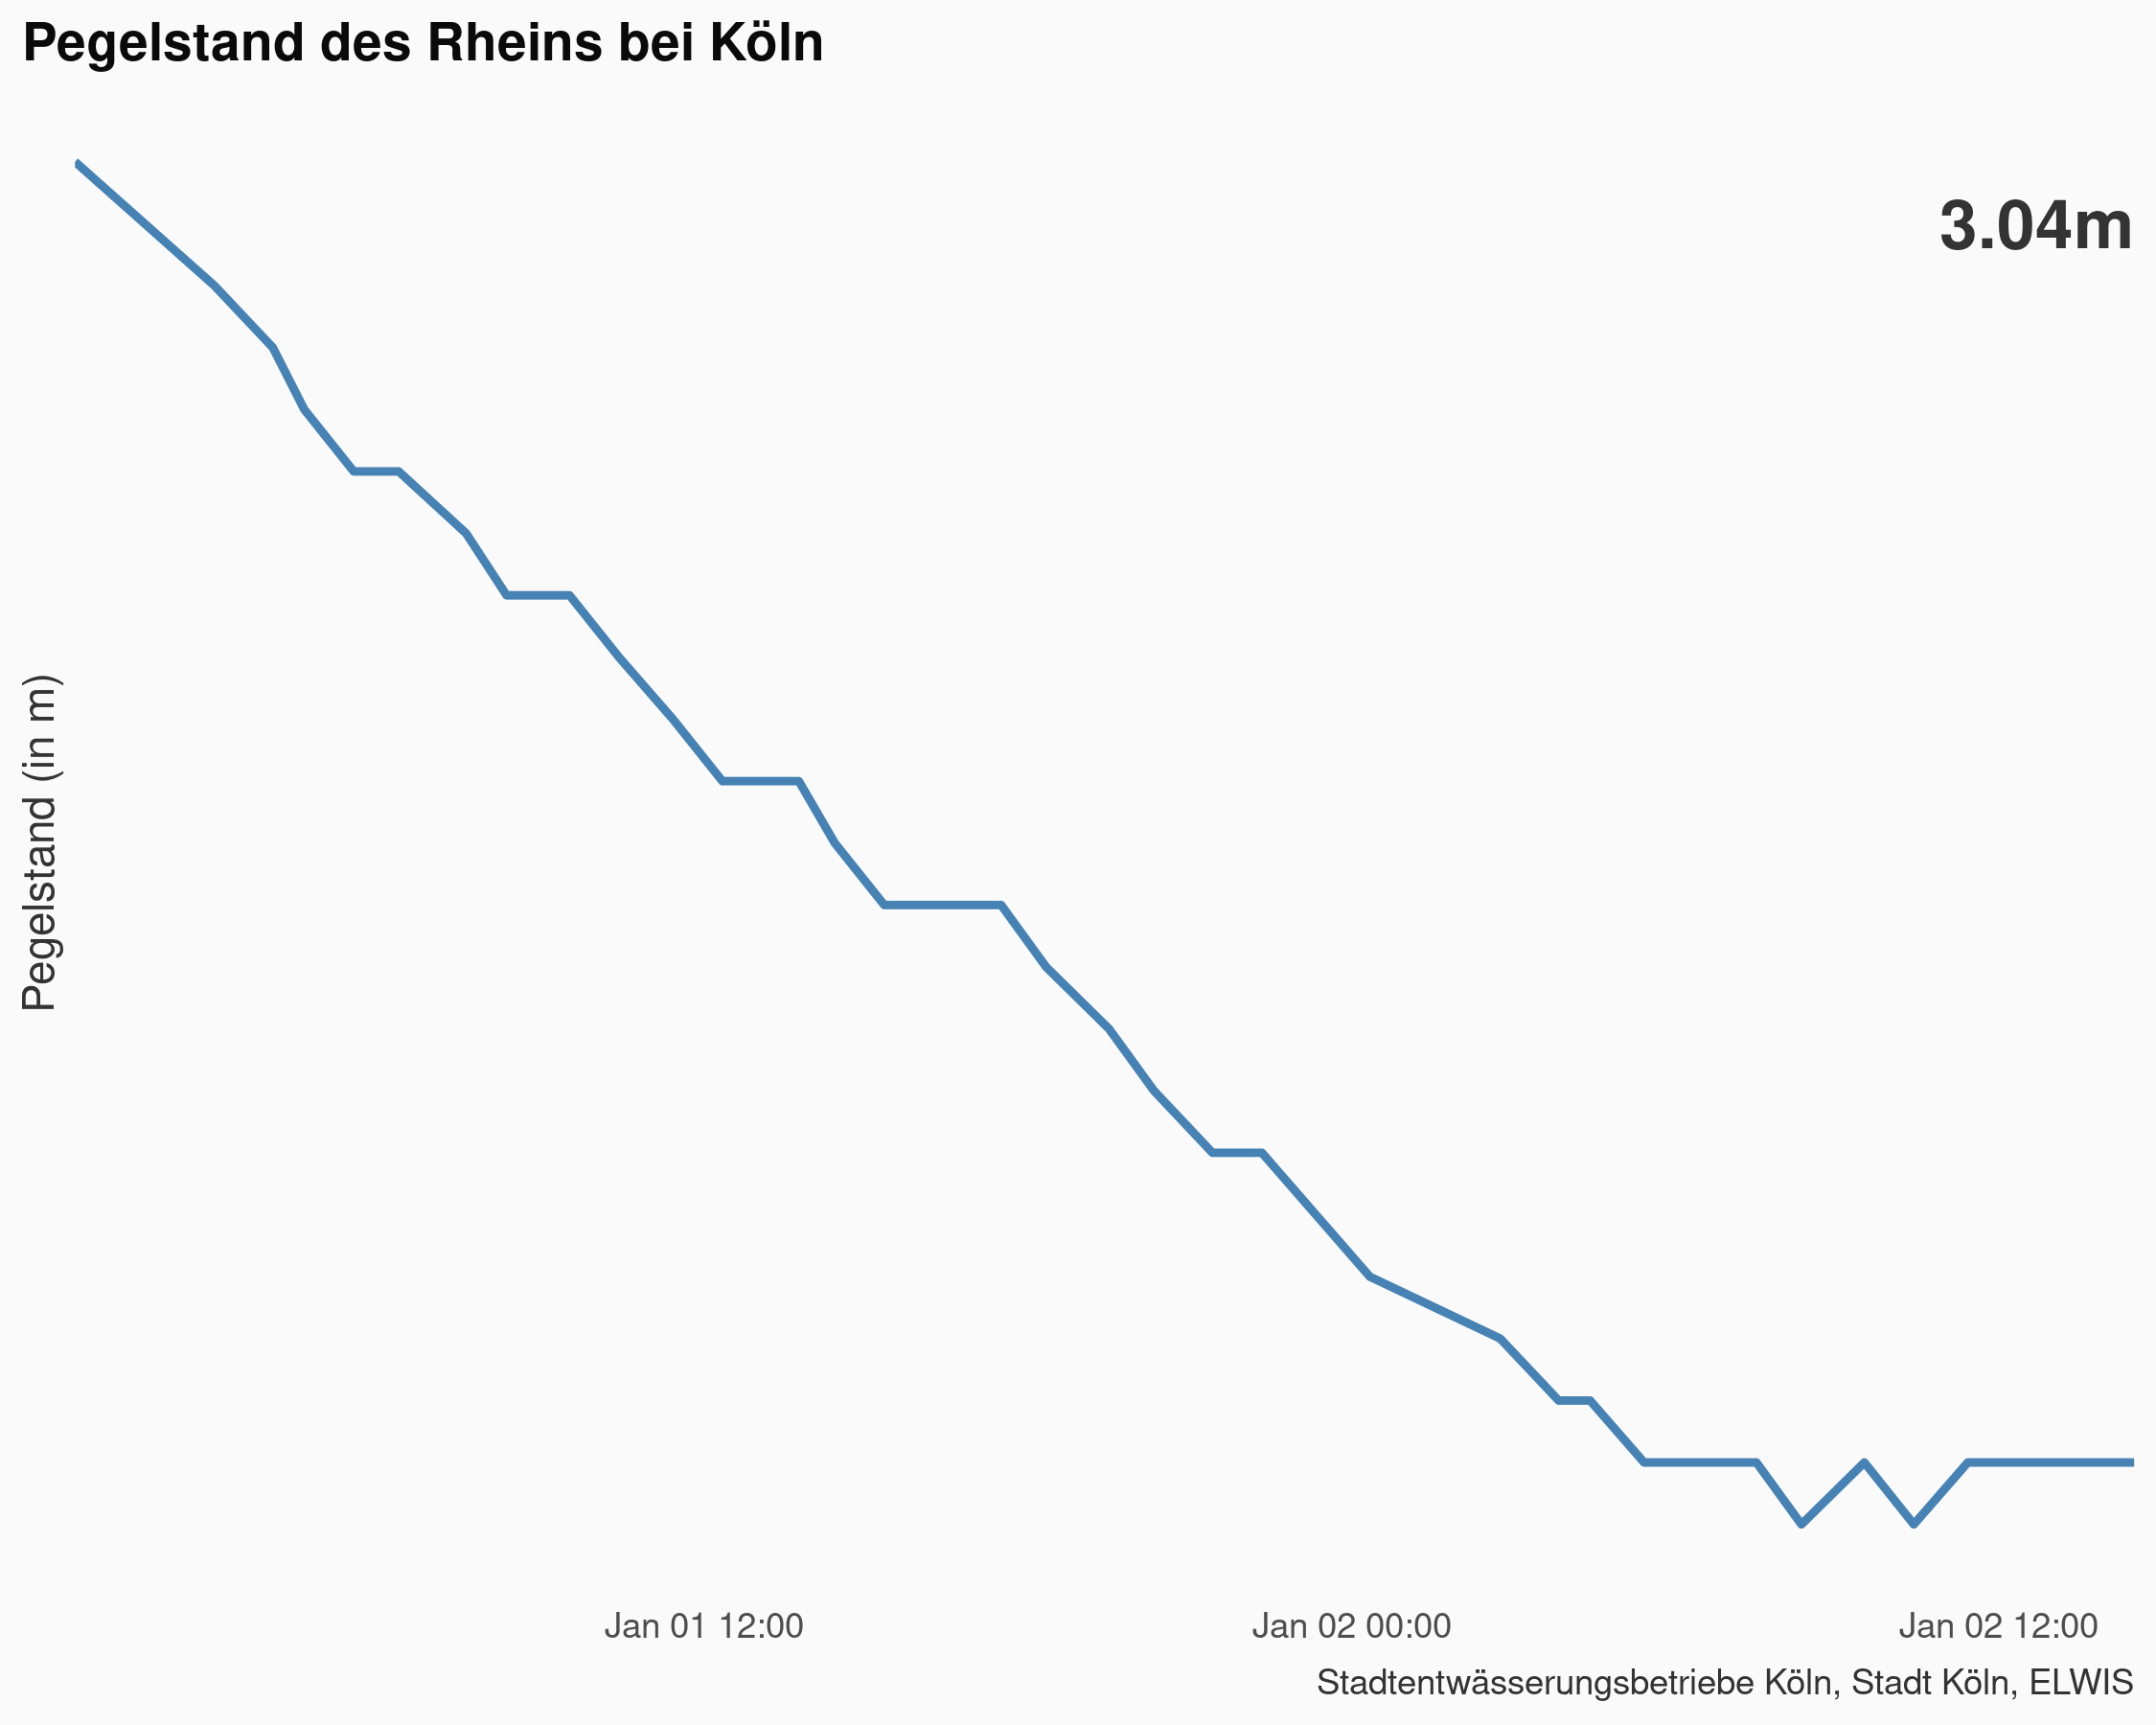 Pegelstand des Rheins bei Köln
3.04m
Pegelstand (in m)
Jan 01 12:00
Jan 02 00:00
Jan 02 12:00
Stadtentwässerungsbetriebe Köln, Stadt Köln, ELWIS